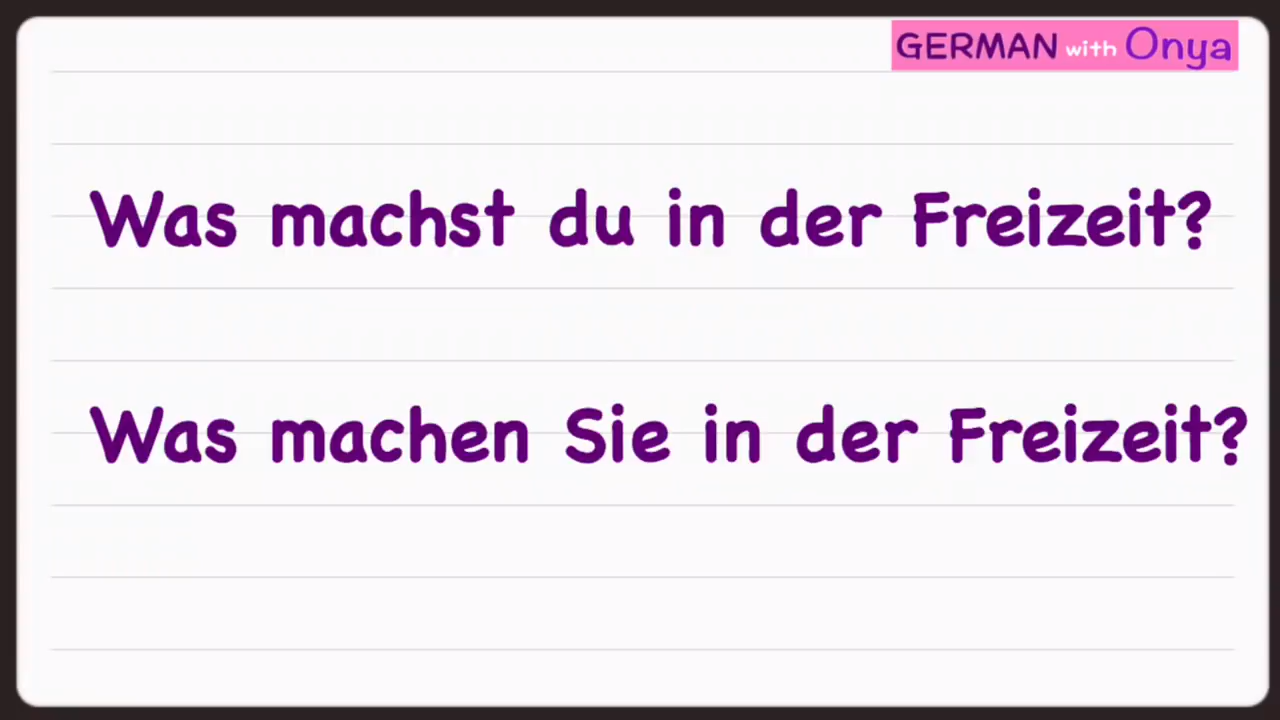 GERMAN with Onya
Was machst du in der Freizeit?
Was machen Sie in der Freizeit?